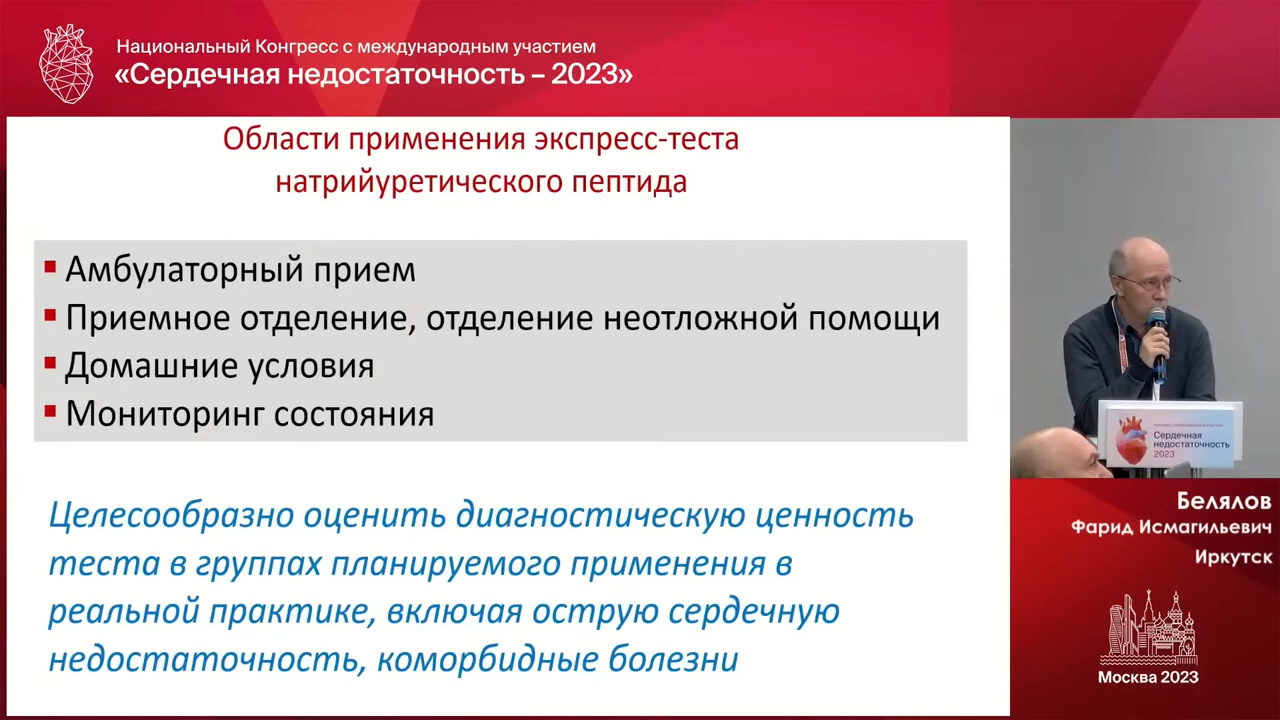 Национальный Конгресс с международным участием
«Сердечная недостаточность – 2023»
Области применения экспресс-теста
натрийуретического пептида
▪ Амбулаторный прием
▪ Приемное отделение, отделение неотложной помощи
▪ Домашние условия
▪ Мониторинг состояния
Целесообразно оценить диагностическую ценность
теста в группах планируемого применения в
реальной практике, включая острую сердечную
недостаточность, коморбидные болезни
Сердечная
недостаточность
2023
Белялов
Фарид Исмагильевич
Иркутск
Москва 2023